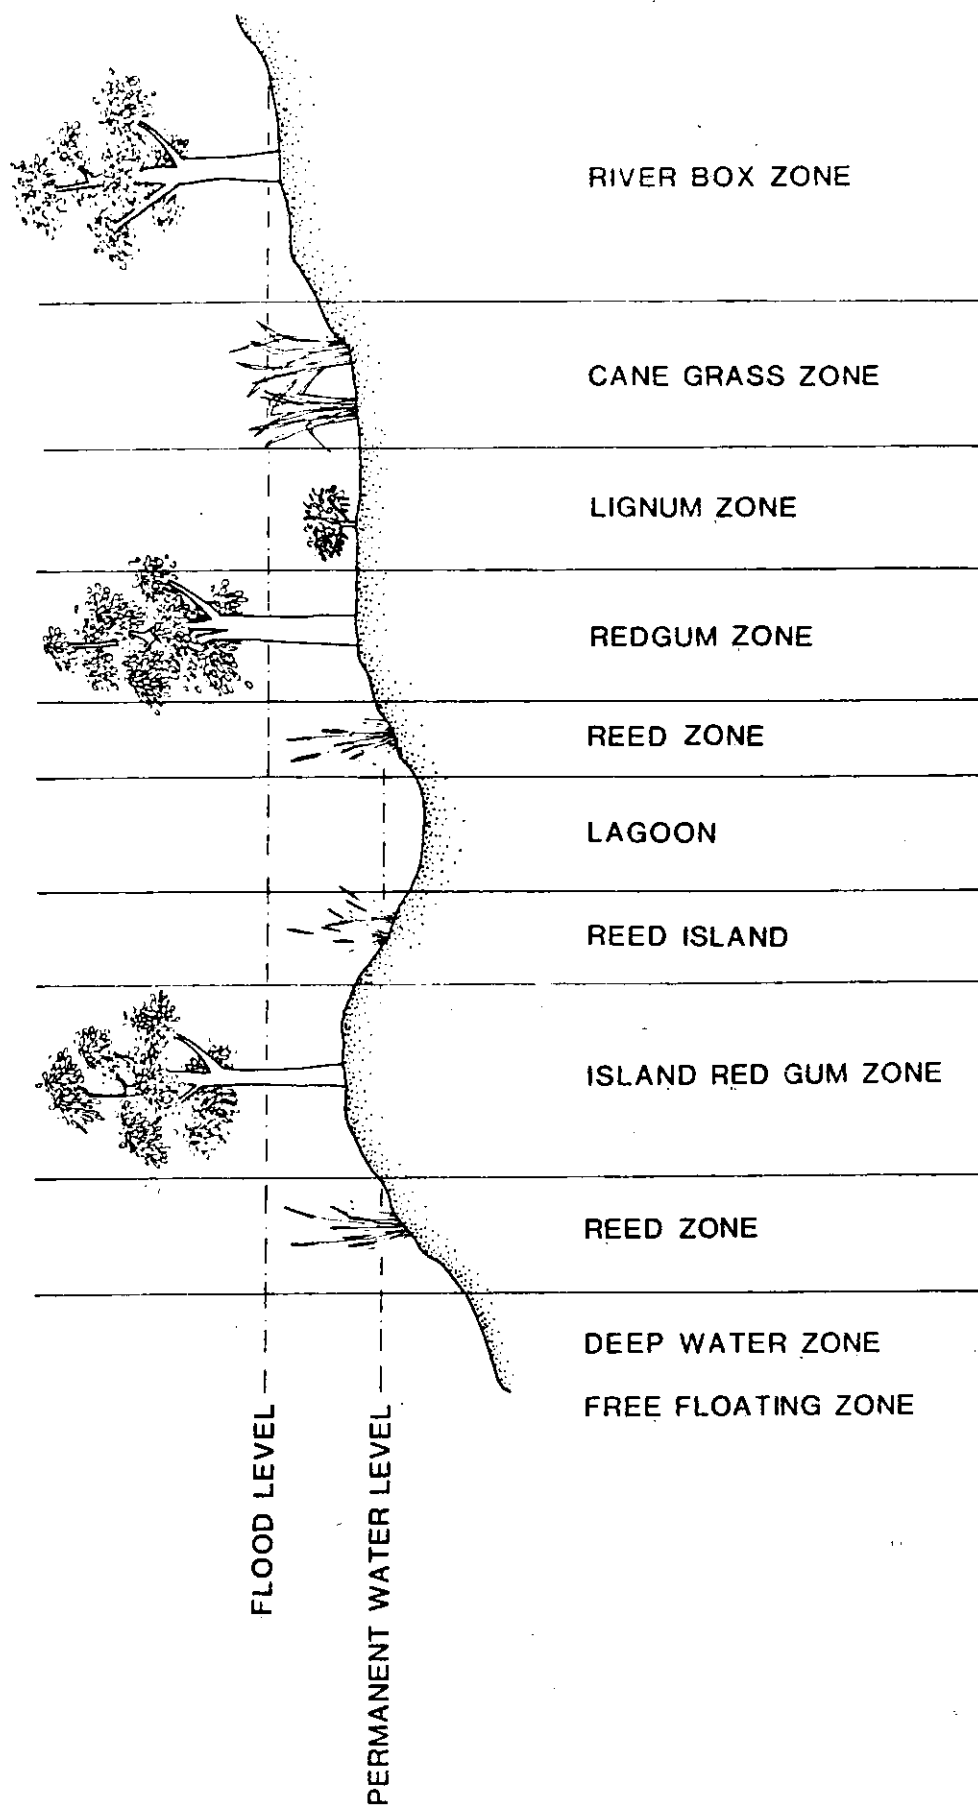 RIVER BOX ZONE
CANE GRASS ZONE
LIGNUM ZONE
REDGUM ZONE
REED ZONE
LAGOON
REED ISLAND
ISLAND RED GUM ZONE
REED ZONE
DEEP WATER ZONE
FREE FLOATING ZONE
FLOOD LEVEL
PERMANENT WATER LEVEL